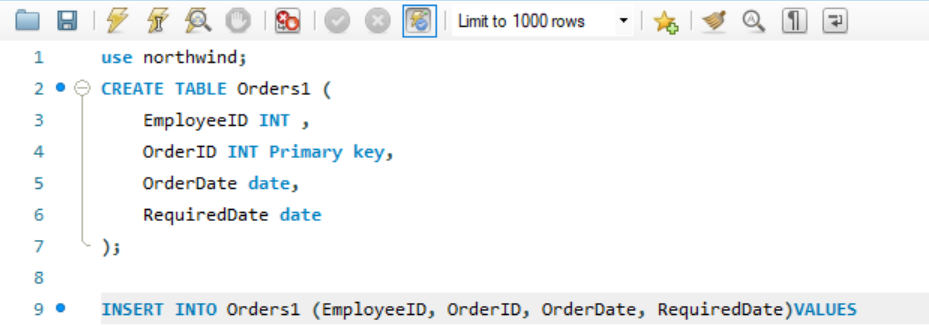 Limit to 1000 rows
1 use northwind;
2 CREATE TABLE Orders1 (
3 EmployeeID INT ,
4 OrderID INT Primary key,
5 OrderDate date,
6 RequiredDate date
7 );
8
9 INSERT INTO Orders1 (EmployeeID, OrderID, OrderDate, RequiredDate)VALUES